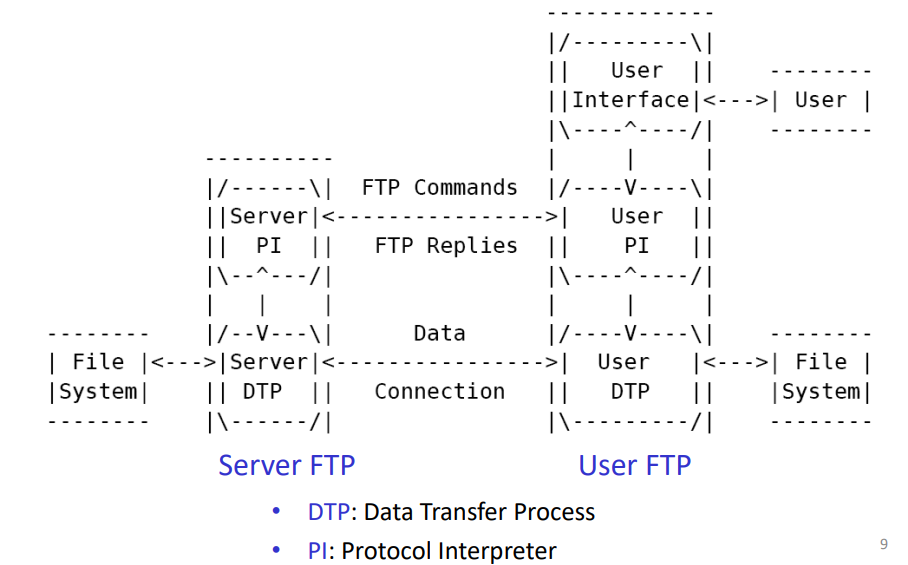 -------------
                                       |/---------\|
                                       ||   User  ||    --------
                                       ||Interface|<--->| User |
                                       |\----^----/|    --------
            ----------                 |     |     |
            |/------\|  FTP Commands   |/----V----\|
            ||Server|<---------------->|   User  ||
            ||  PI  ||   FTP Replies   ||    PI   ||
            |\--^---/|                 |\----^----/|
            |   |    |                 |     |     |
--------    |/--V---\|      Data       |/----V----\|    --------
| File |<--->|Server|<---------------->|  User   |<--->| File |
|System|    || DTP  ||   Connection    ||   DTP   ||    |System|
--------    |\------/|                 |\---------/|    --------
Server FTP User FTP
• DTP: Data Transfer Process
• PI: Protocol Interpreter
9